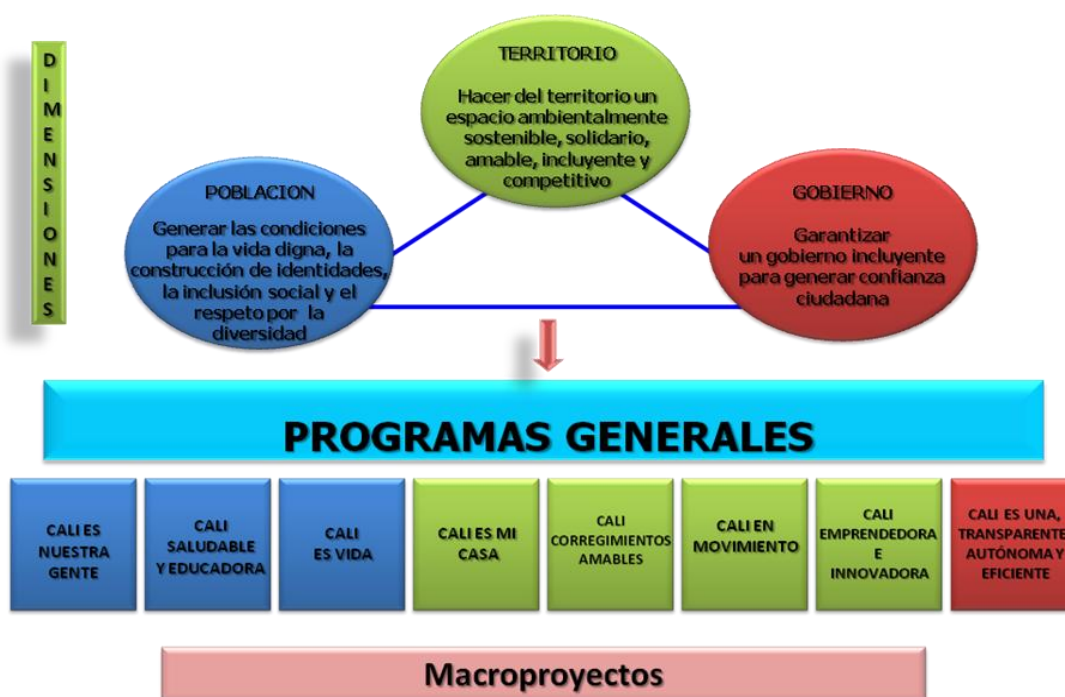 DIMENSIONES
TERRITORIO
Hacer del territorio un
espacio ambientalmente
sostenible, solidario,
amable, incluyente y
competitivo
POBLACION
Generar las condiciones
para la vida digna, la
construcción de identidades,
la inclusión social y el
respeto por la
diversidad
GOBIERNO
Garantizar
un gobierno incluyente
para generar confianza
ciudadana
PROGRAMAS GENERALES
CALI ES
NUESTRA
GENTE
CALI
SALUDABLE
Y EDUCADORA
CALI
ES VIDA
CALI ES MI
CASA
CALI
CORREGIMIENTOS
AMABLES
CALI EN
MOVIMIENTO
CALI
EMPRENDEDORA
E
INNOVADORA
CALI ES UNA,
TRANSPARENTE
AUTÓNOMA Y
EFICIENTE
Macroproyectos